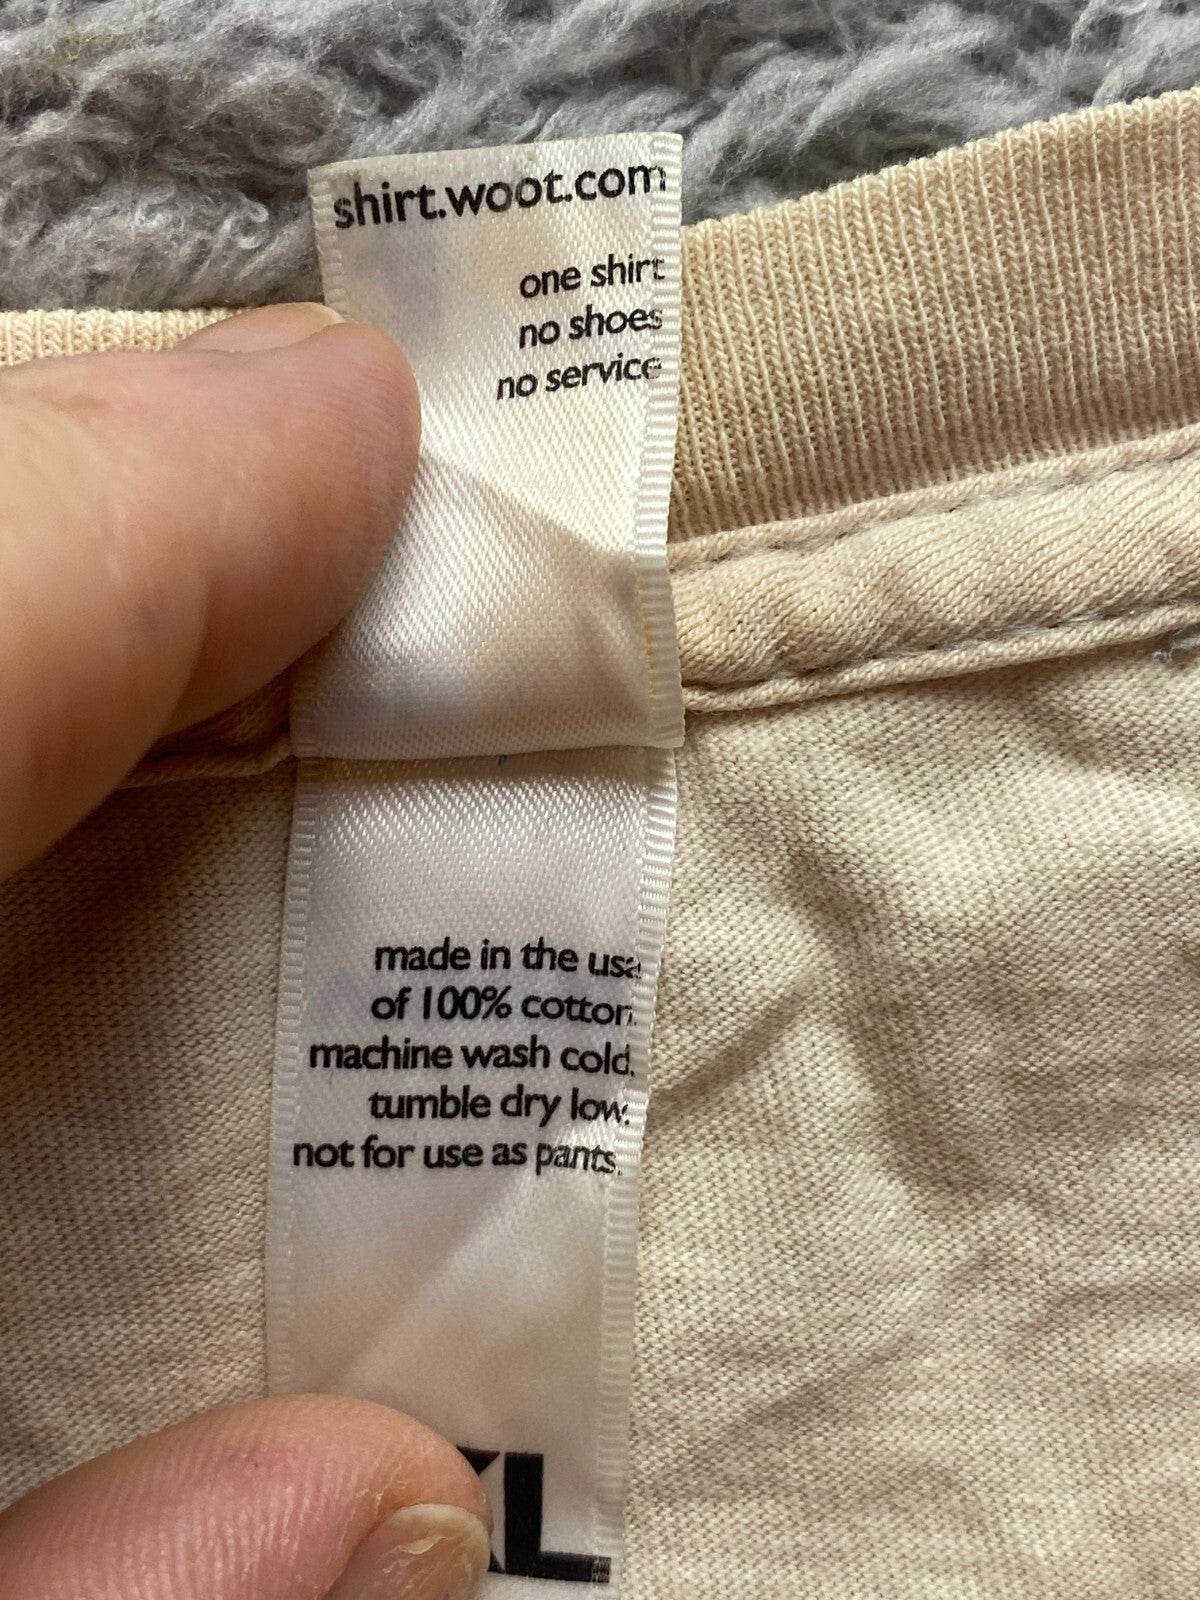 shirt.woot.com
one shirt
no shoes
no service
made in the usa
of 100% cotton.
machine wash cold.
tumble dry low.
not for use as pants.